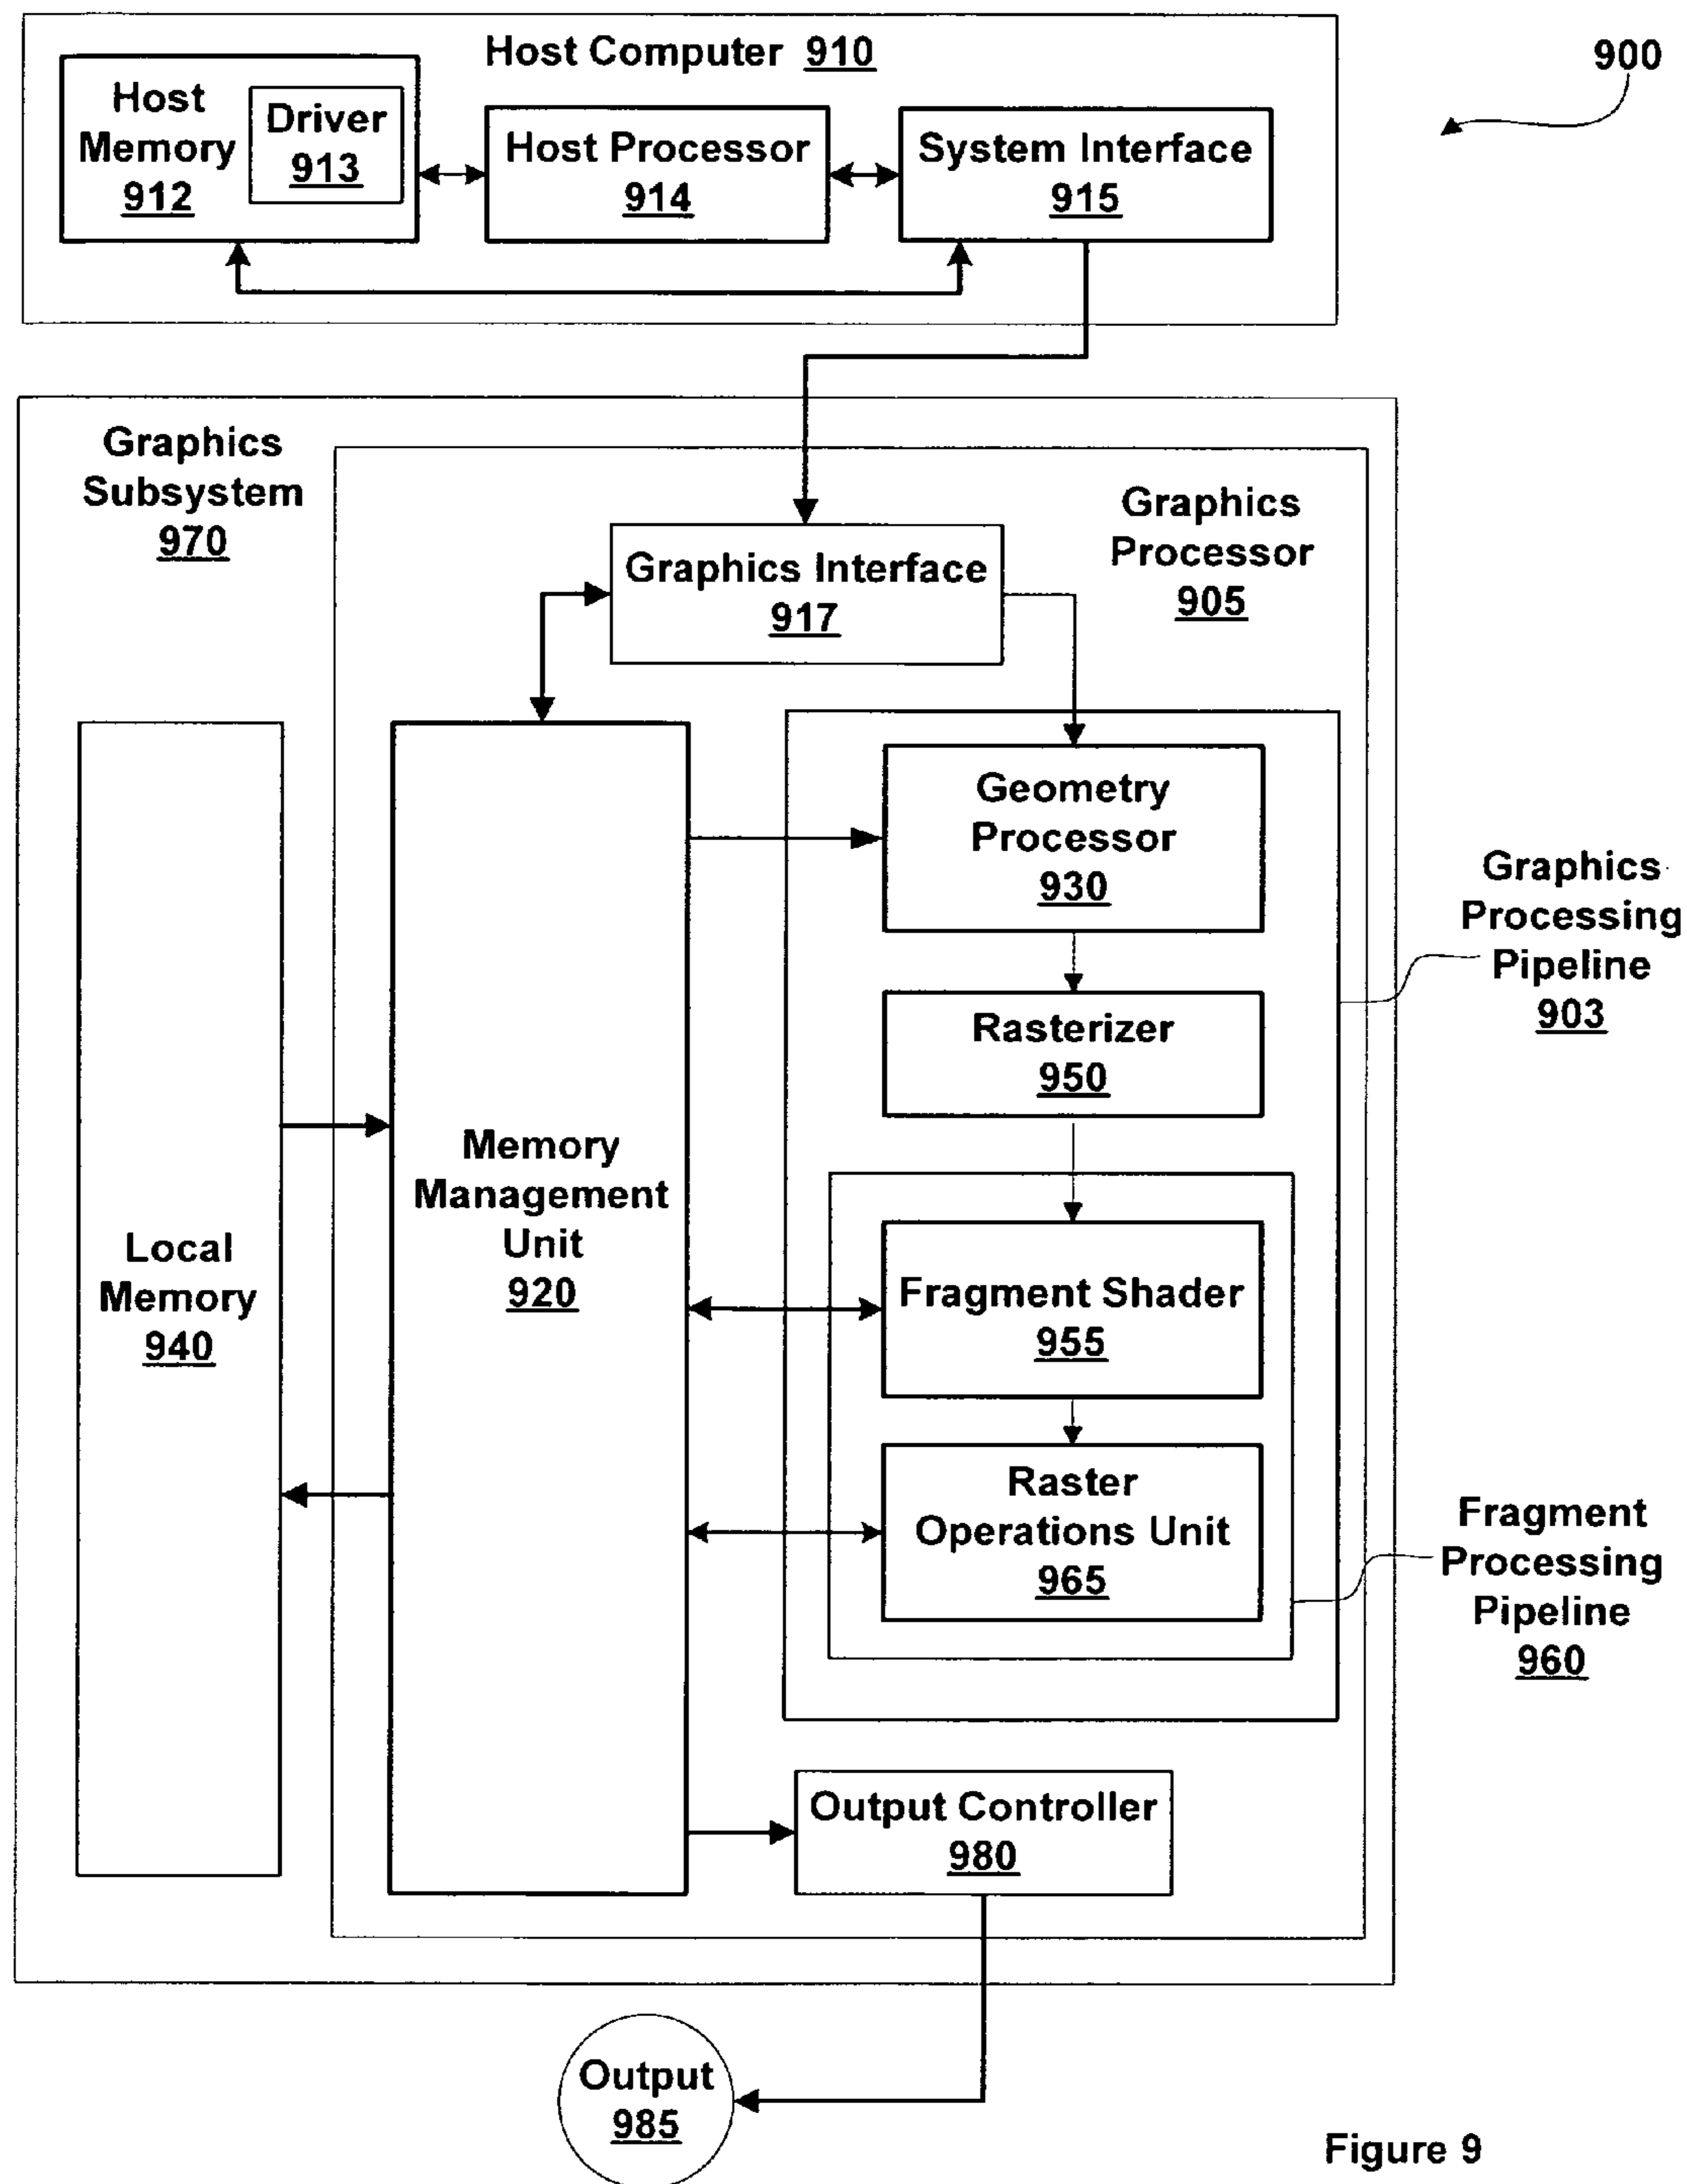 Host Computer 910
900
Host
Memory
912
Driver
913
Host Processor
914
System Interface
915
Graphics
Subsystem
970
Graphics
Processor
905
Graphics Interface
917
Geometry
Processor
930
Graphics
Processing
Pipeline
903
Rasterizer
950
Memory
Management
Unit
920
Local
Memory
940
Fragment Shader
955
Raster
Operations Unit
965
Fragment
Processing
Pipeline
960
Output Controller
980
Output
985
Figure 9